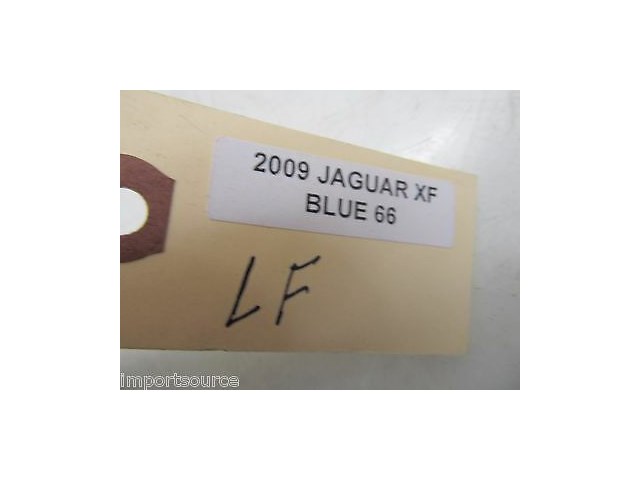 2009 JAGUAR XF
BLUE 66
LF
importsource